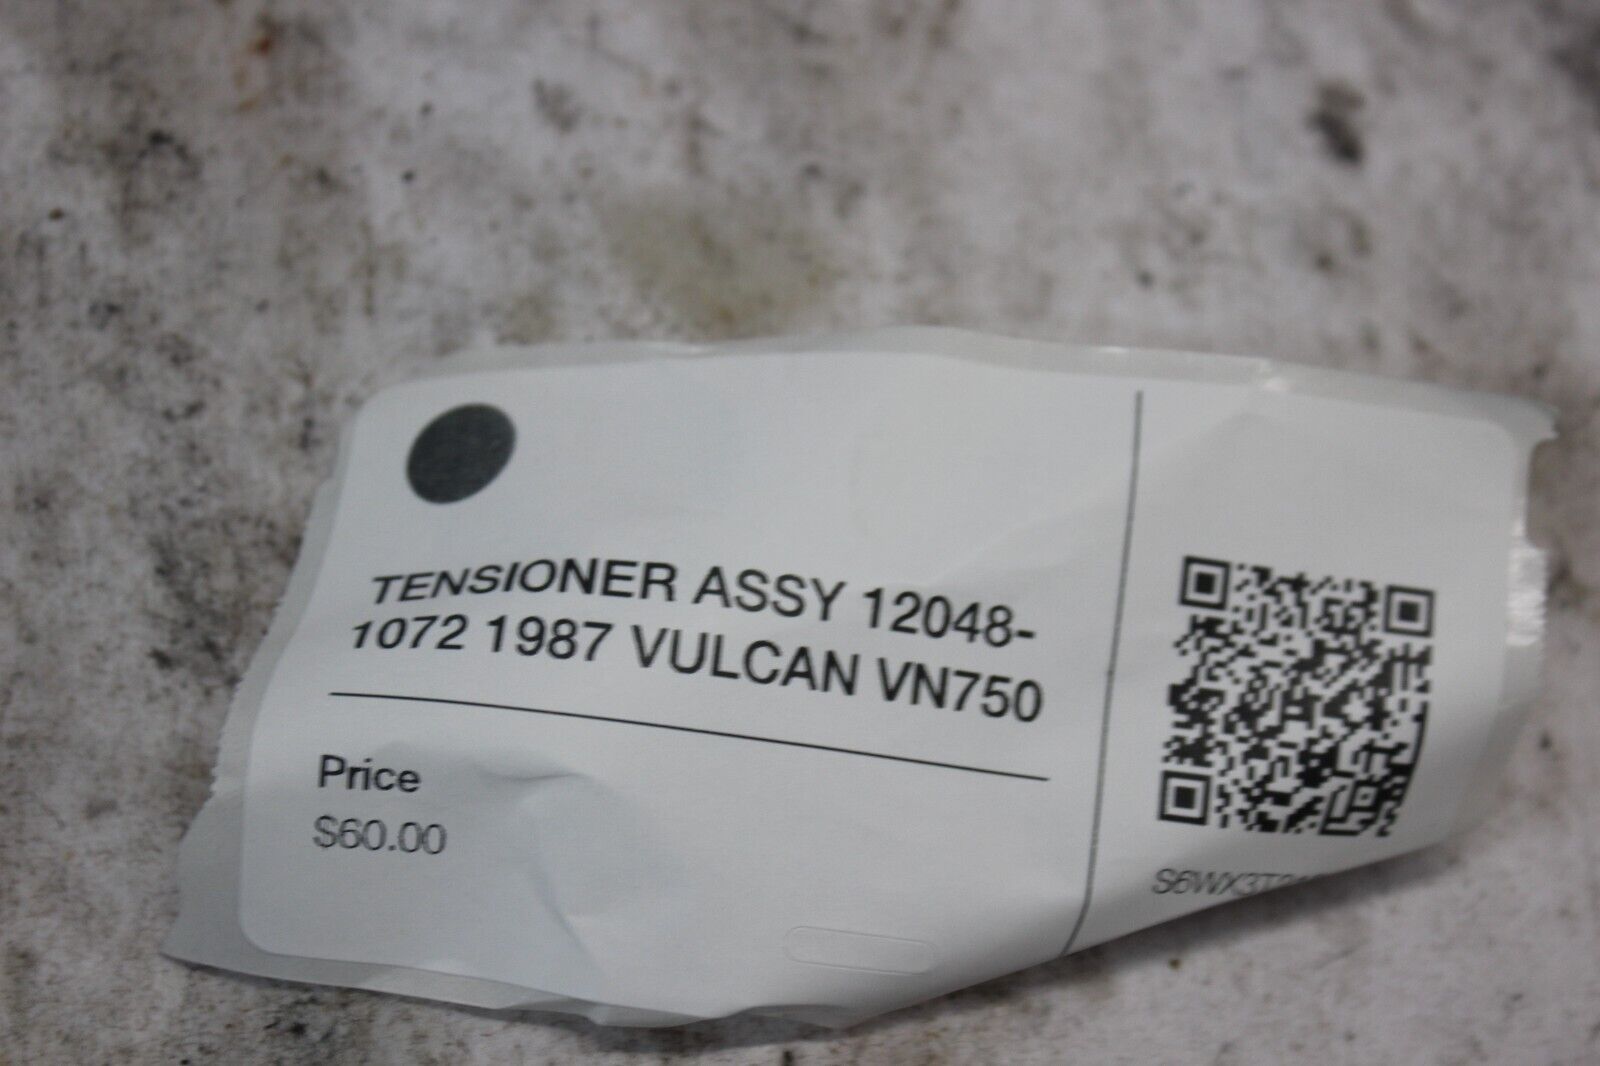 TENSIONER ASSY 12048-
1072 1987 VULCAN VN750
Price
$60.00